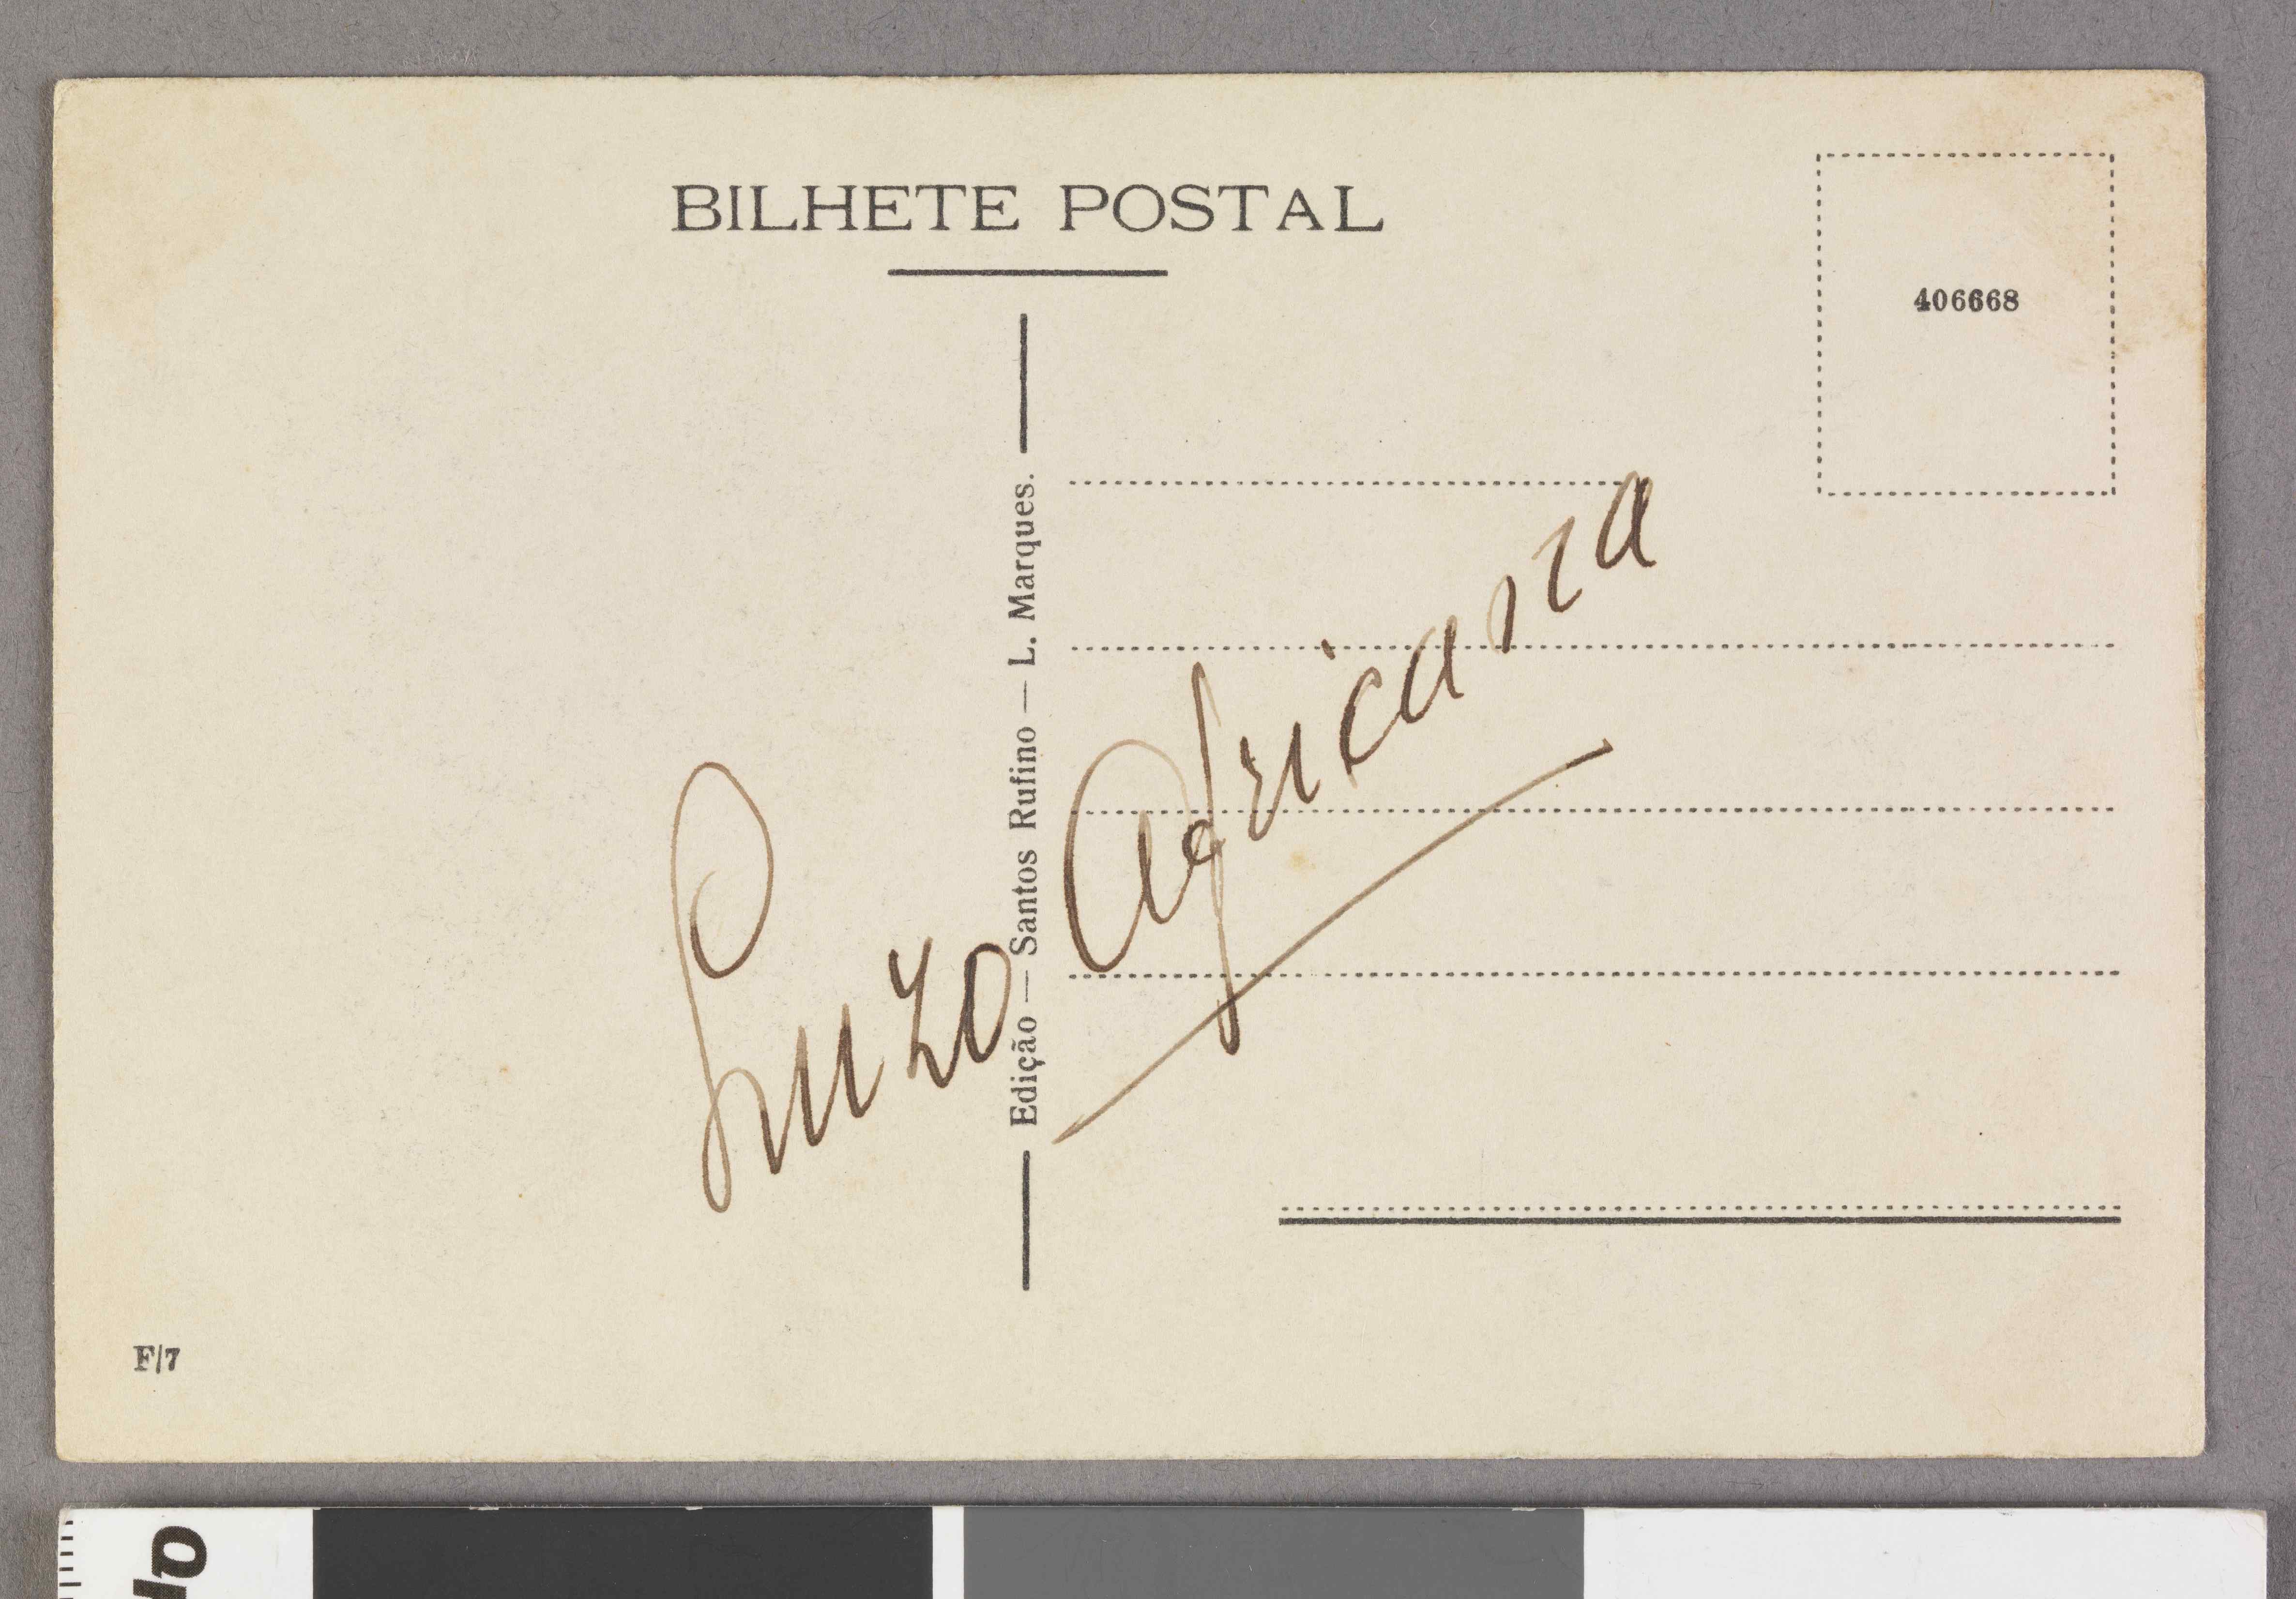 BILHETE POSTAL
406668
Edição — Santos Rufino — L. Marques.
Luzo Africana
F/7